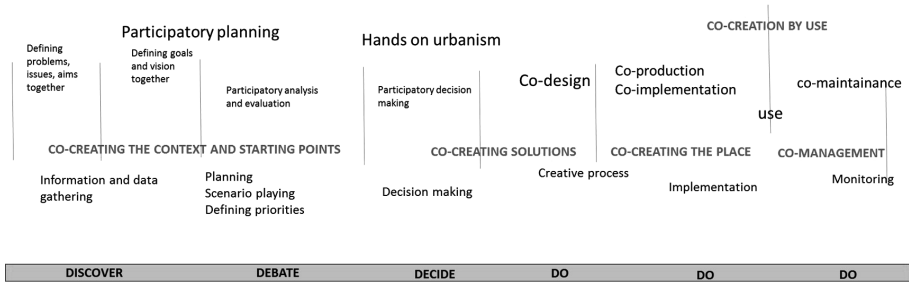 CO-CREATION BY USE
Participatory planning
Hands on urbanism
Defining
problems,
issues, aims
together
Defining goals
and vision
together
Participatory analysis
and evaluation
Participatory decision
making
Co-design
Co-production
Co-implementation
use
co-maintainance
CO-CREATING THE CONTEXT AND STARTING POINTS
CO-CREATING SOLUTIONS
CO-CREATING THE PLACE
CO-MANAGEMENT
Information and data
gathering
Planning
Scenario playing
Defining priorities
Decision making
Creative process
Implementation
Monitoring
DISCOVER
DEBATE
DECIDE
DO
DO
DO